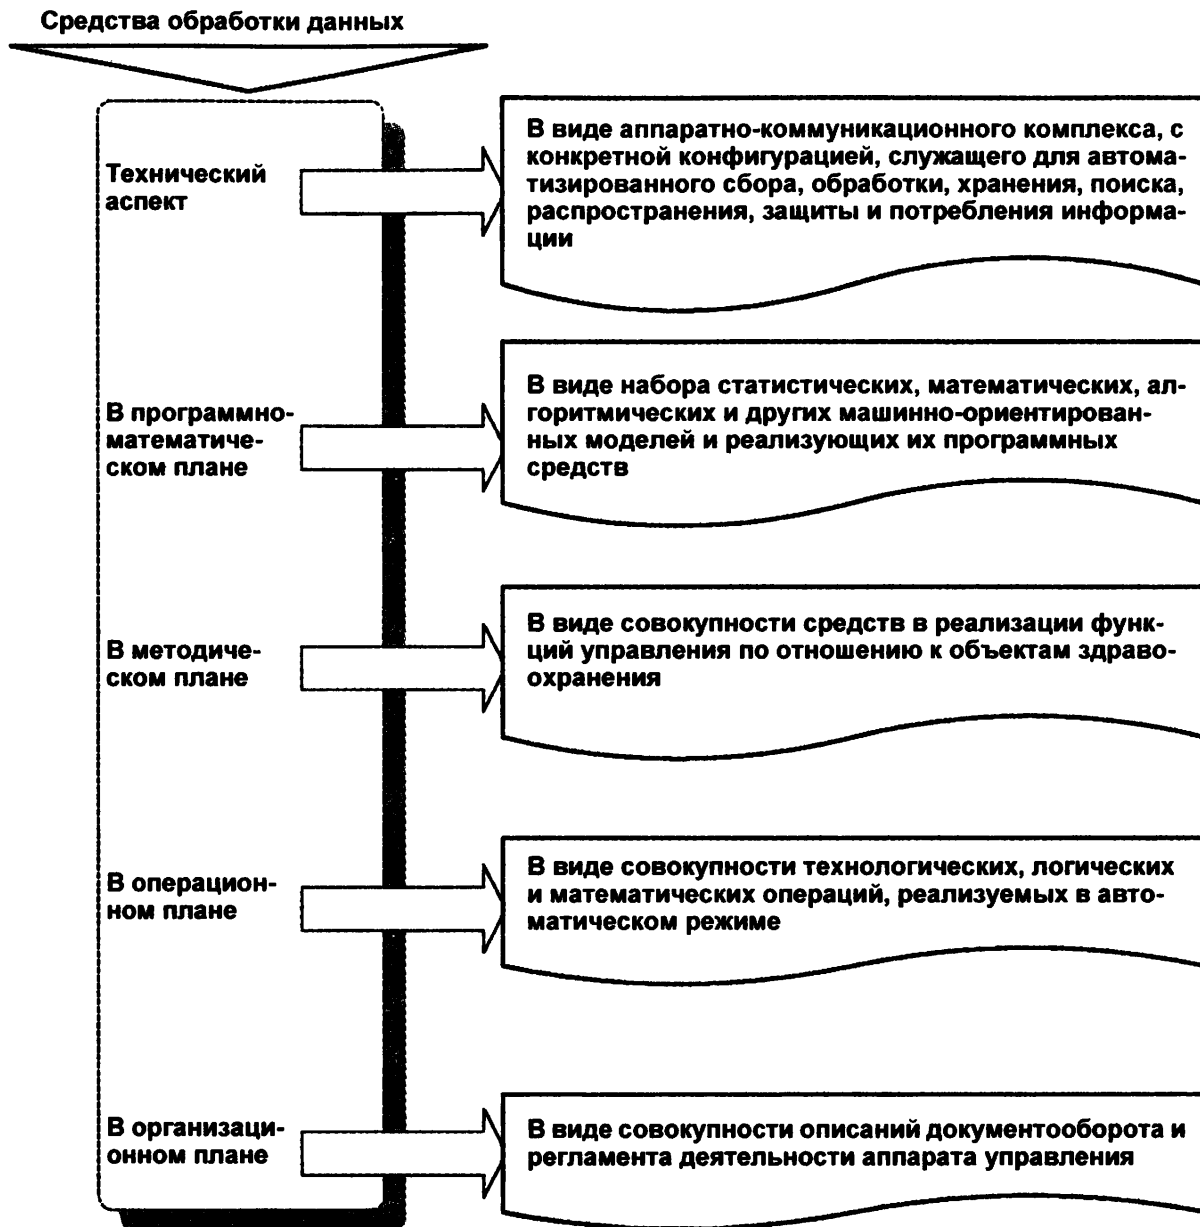 Средства обработки данных
Технический
аспект
В виде аппаратно-коммуникационного комплекса, с
конкретной конфигурацией, служащего для автома-
тизированного сбора, обработки, хранения, поиска,
распространения, защиты и потребления информа-
ции
В программно-
математиче-
ском плане
В виде набора статистических, математических, ал-
горитмических и других машинно-ориентирован-
ных моделей и реализующих их программных
средств
В методиче-
ском плане
В виде совокупности средств в реализации функ-
ций управления по отношению к объектам здраво-
охранения
В операцион-
ном плане
В виде совокупности технологических, логических
и математических операций, реализуемых в авто-
матическом режиме
В организаци-
онном плане
В виде совокупности описаний документооборота и
регламента деятельности аппарата управления